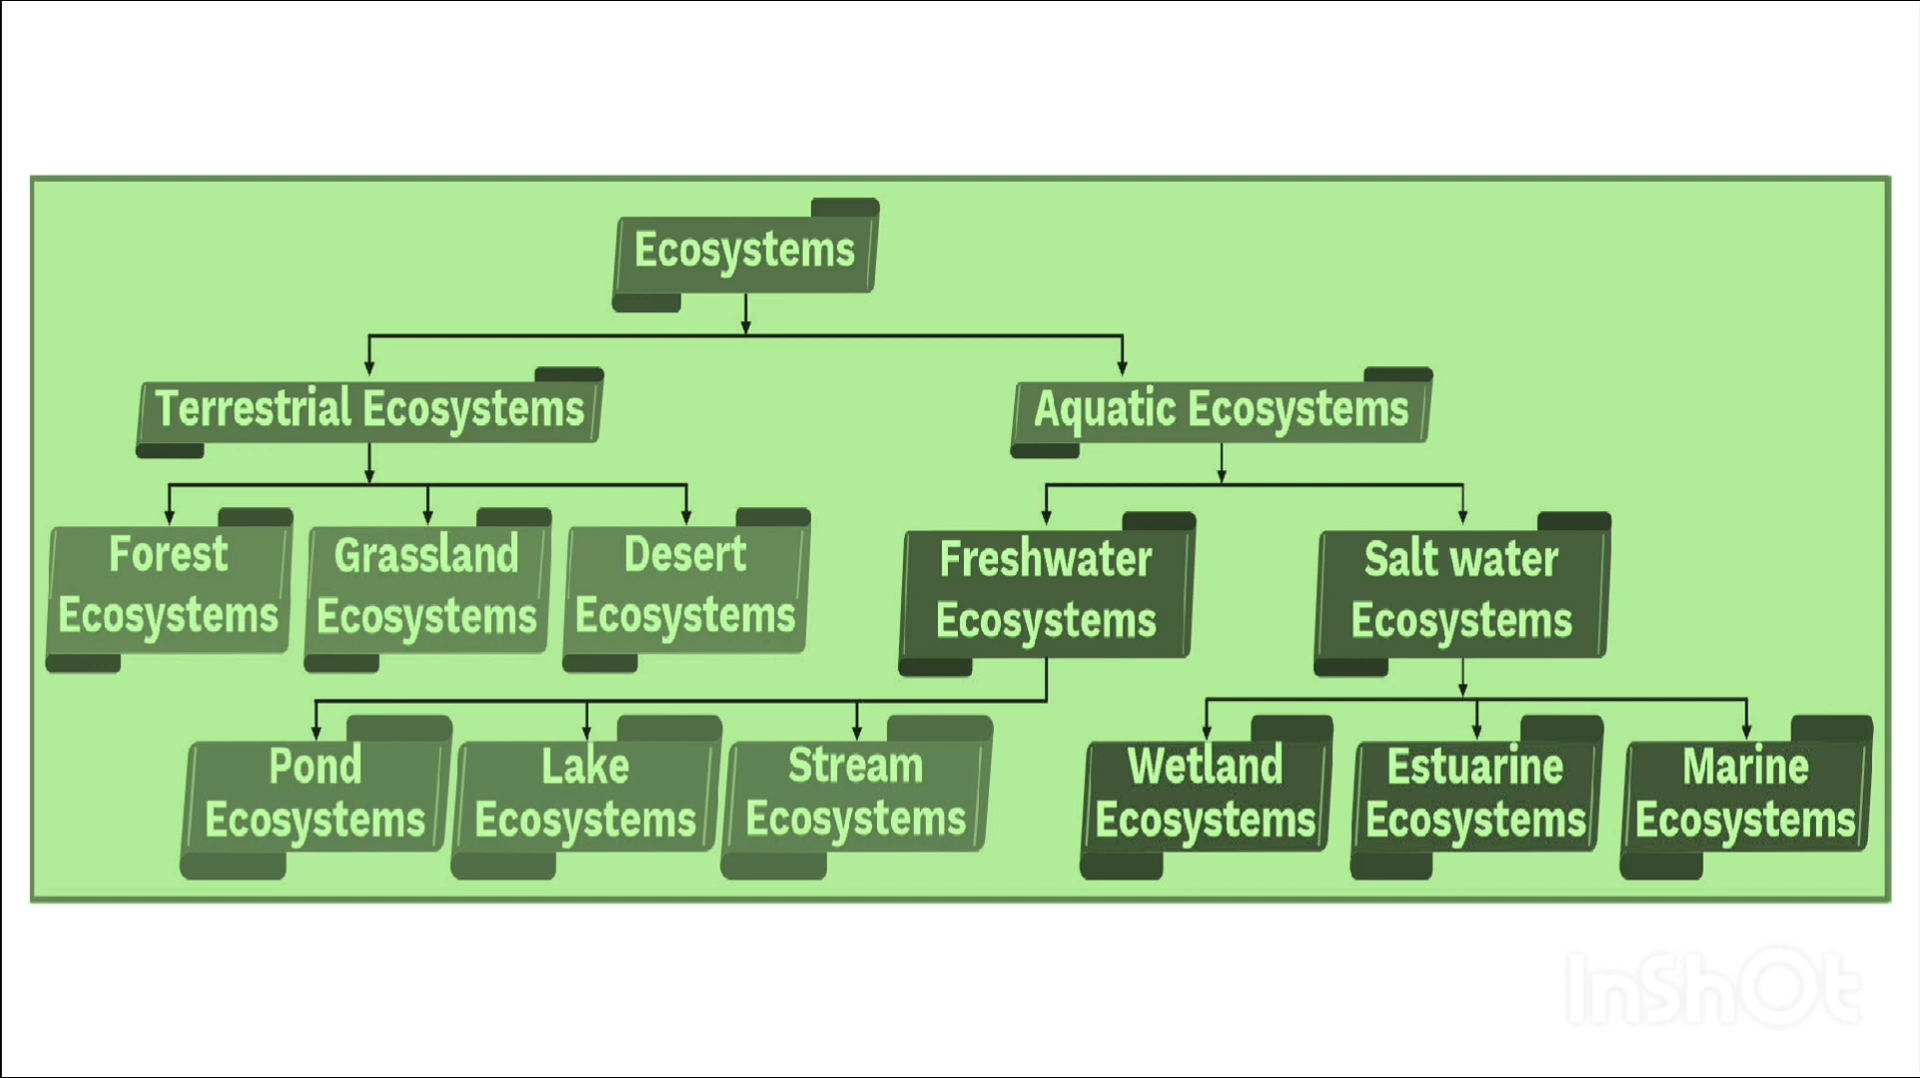 Ecosystems
Terrestrial Ecosystems
Aquatic Ecosystems
Forest
Ecosystems
Grassland
Ecosystems
Desert
Ecosystems
Freshwater
Ecosystems
Salt water
Ecosystems
Pond
Ecosystems
Lake
Ecosystems
Stream
Ecosystems
Wetland
Ecosystems
Estuarine
Ecosystems
Marine
Ecosystems
InShOt